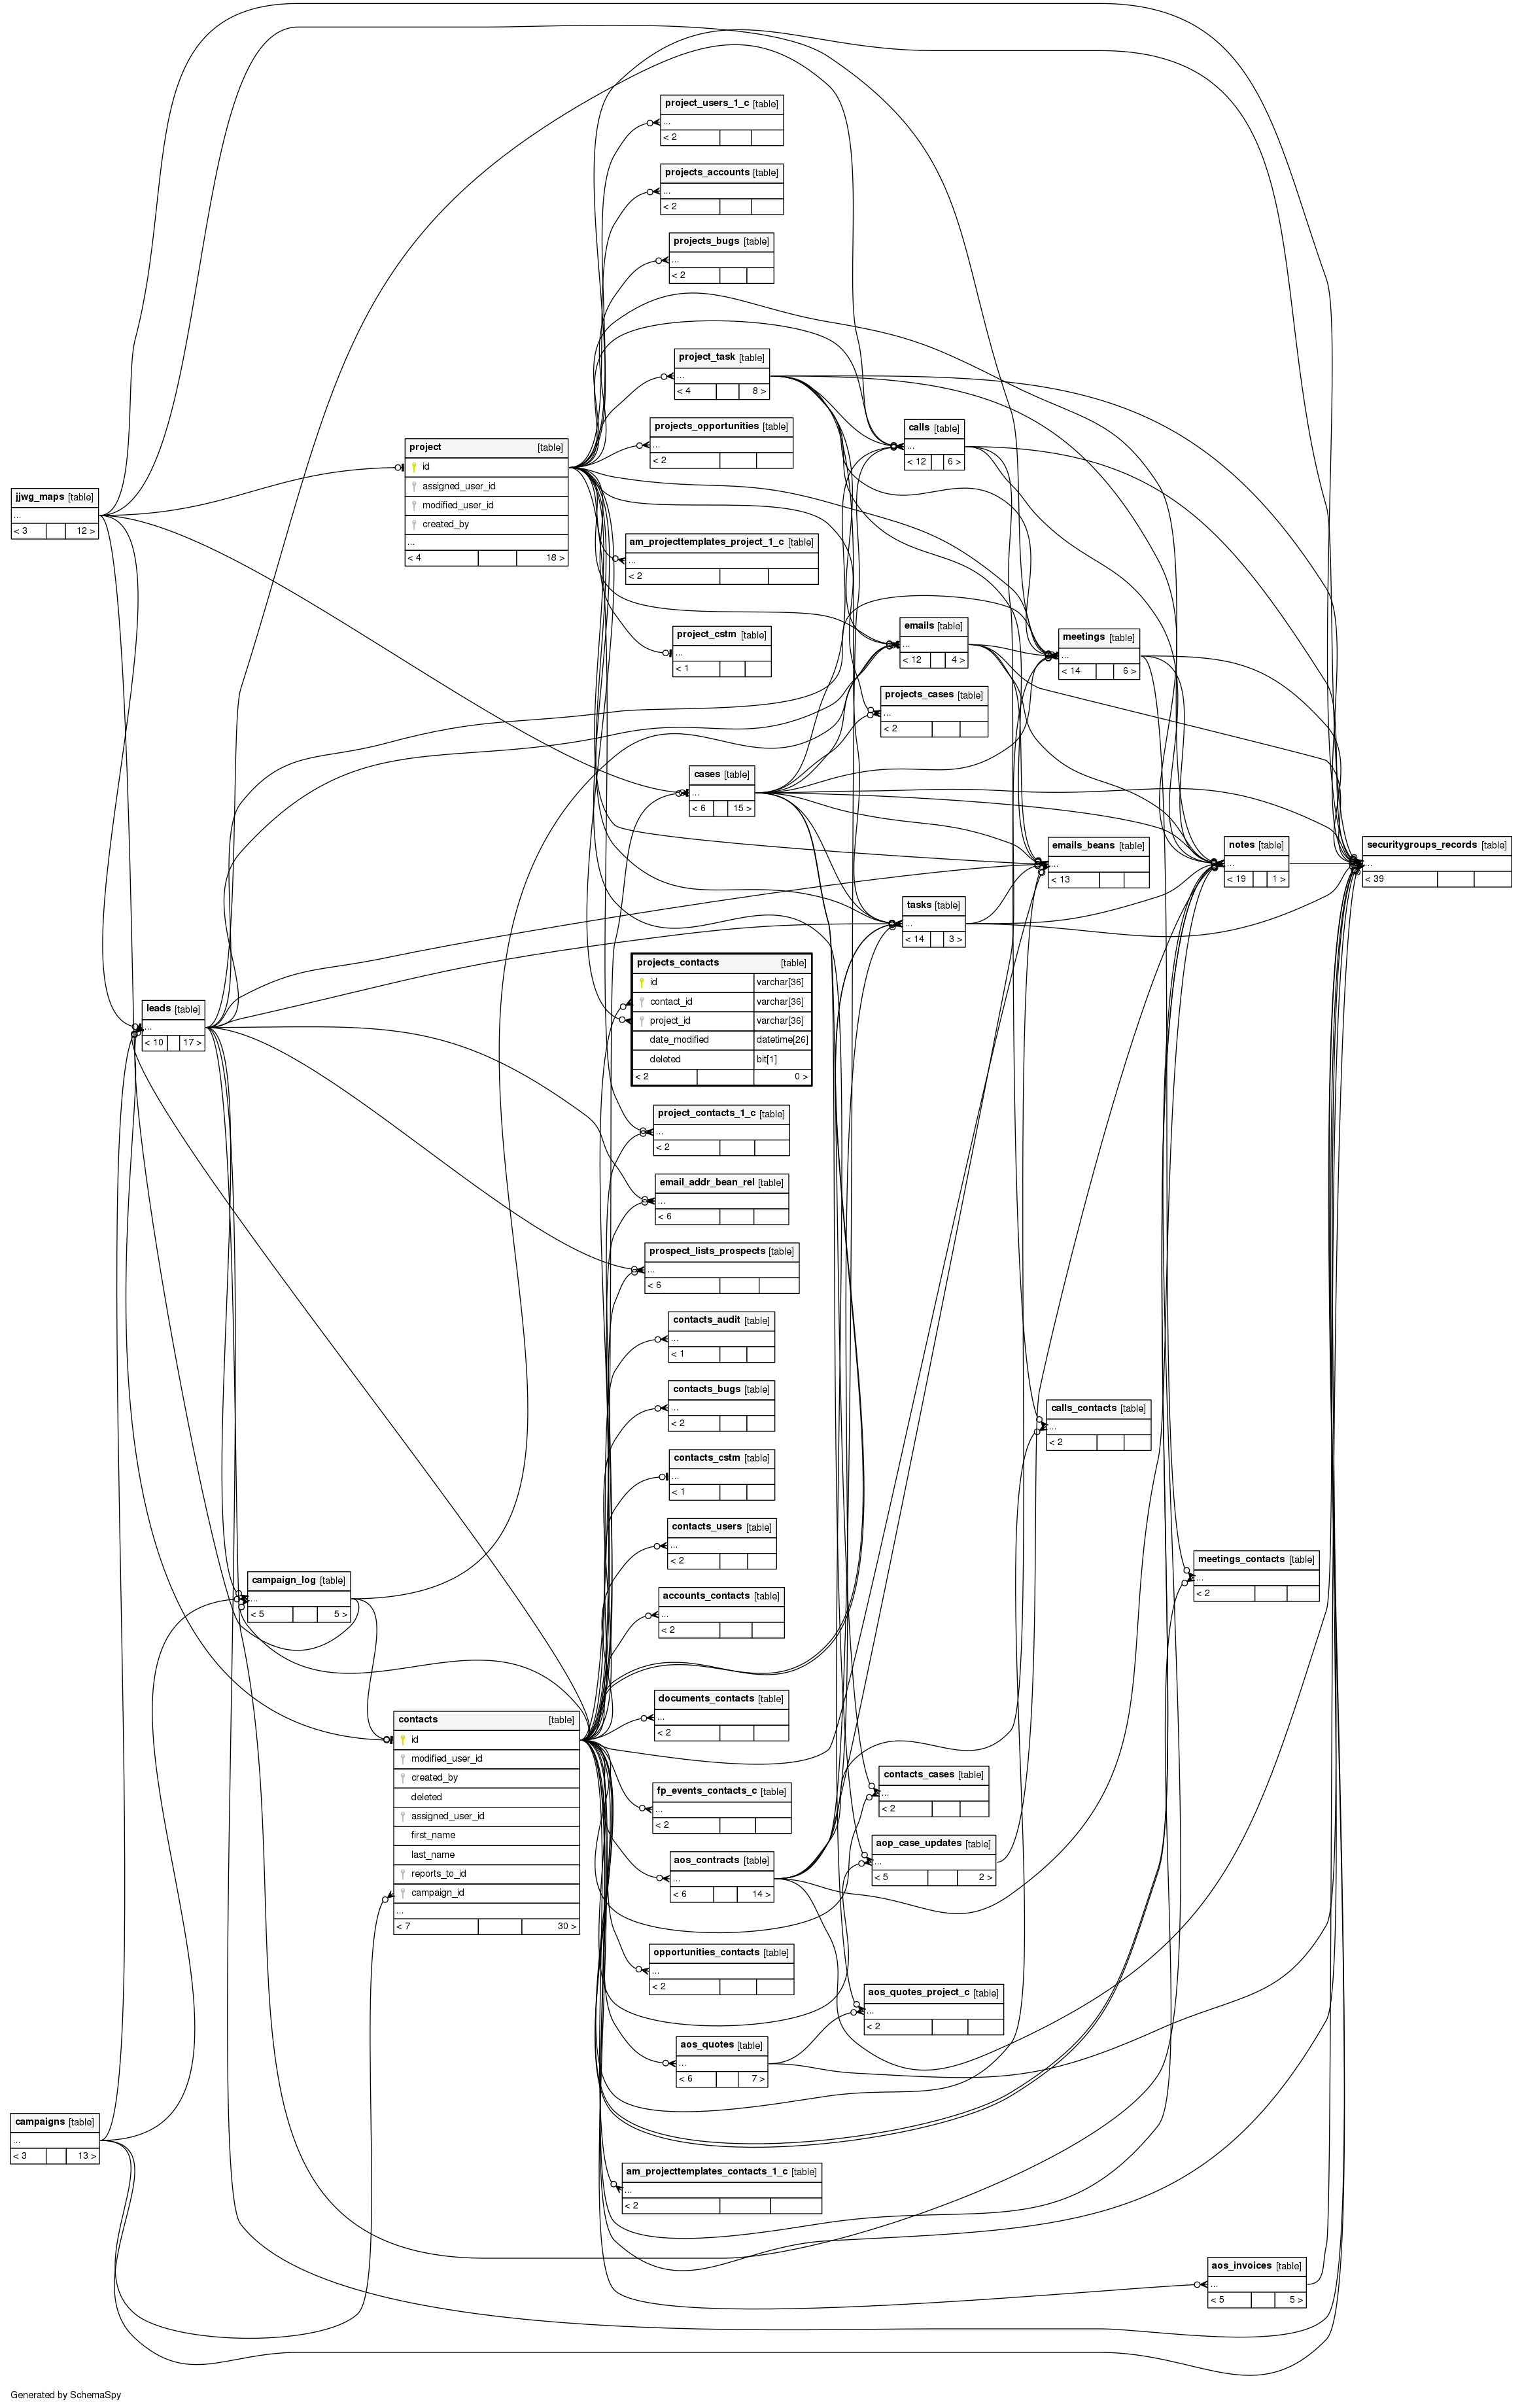 project_users_1_c [table]
...
< 2
projects_accounts [table]
...
< 2
projects_bugs [table]
...
< 2
project_task [table]
...
< 4 8 >
projects_opportunities [table]
...
< 2
calls [table]
...
< 12 6 >
project [table]
id
assigned_user_id
modified_user_id
created_by
...
< 4 18 >
jjwg_maps [table]
...
< 3 12 >
am_projecttemplates_project_1_c [table]
...
< 2
project_cstm [table]
...
< 1
emails [table]
...
< 12 4 >
meetings [table]
...
< 14 6 >
projects_cases [table]
...
< 2
cases [table]
...
< 6 15 >
emails_beans [table]
...
< 13
notes [table]
...
< 19 1 >
securitygroups_records [table]
...
< 39
tasks [table]
...
< 14 3 >
projects_contacts [table]
id varchar[36]
contact_id varchar[36]
project_id varchar[36]
date_modified datetime[26]
deleted bit[1]
< 2 0 >
leads [table]
...
< 10 17 >
project_contacts_1_c [table]
...
< 2
email_addr_bean_rel [table]
...
< 6
prospect_lists_prospects [table]
...
< 6
contacts_audit [table]
...
< 1
contacts_bugs [table]
...
< 2
calls_contacts [table]
...
< 2
contacts_cstm [table]
...
< 1
contacts_users [table]
...
< 2
meetings_contacts [table]
...
< 2
campaign_log [table]
...
< 5 5 >
accounts_contacts [table]
...
< 2
documents_contacts [table]
...
< 2
contacts [table]
id
modified_user_id
created_by
deleted
assigned_user_id
first_name
last_name
reports_to_id
campaign_id
...
< 7 30 >
contacts_cases [table]
...
< 2
fp_events_contacts_c [table]
...
< 2
aop_case_updates [table]
...
< 5 2 >
aos_contracts [table]
...
< 6 14 >
opportunities_contacts [table]
...
< 2
aos_quotes_project_c [table]
...
< 2
aos_quotes [table]
...
< 6 7 >
campaigns [table]
...
< 3 13 >
am_projecttemplates_contacts_1_c [table]
...
< 2
aos_invoices [table]
...
< 5 5 >
Generated by SchemaSpy